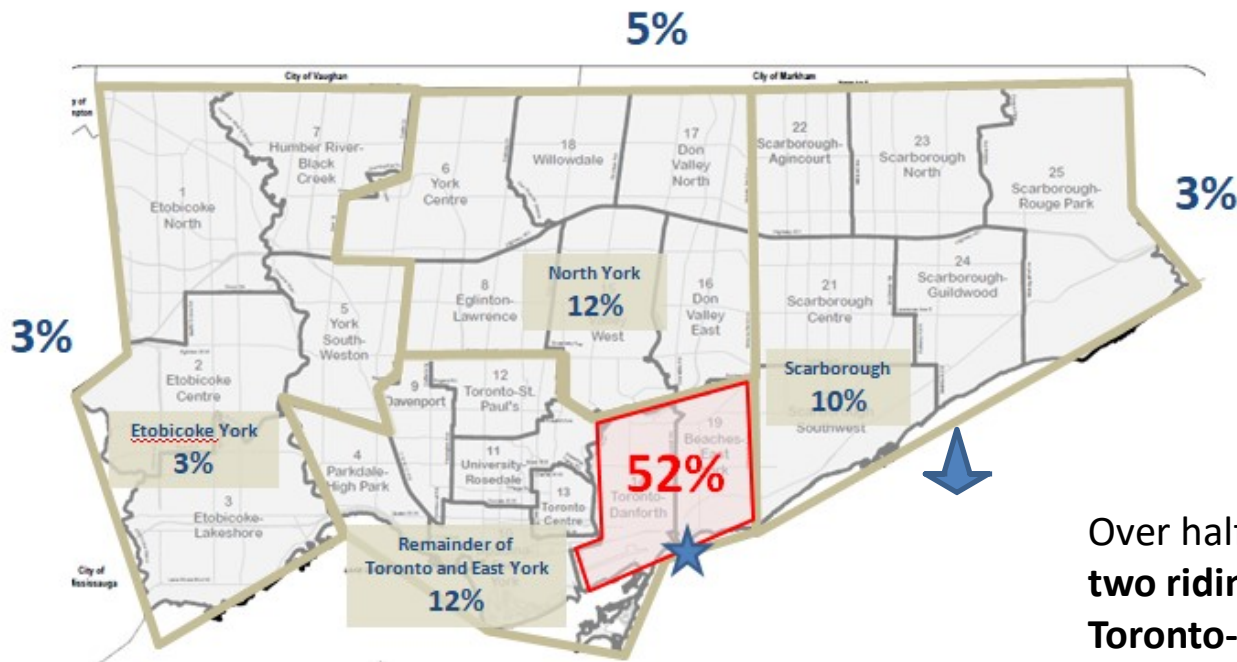 5%
City of Vaughan
City of Markham
7
Humber River-
Black
Creek
18
Willowdale
17
Don
Valley
North
22
Scarborough-
Agincourt
23
Scarborough
North
6
York
Centre
1
Etobicoke
North
25
Scarborough-
Rouge Park
3%
North York
12%
8
Eglinton-
Lawrence
West
16
Don
Valley
East
24
Scarborough-
Guildwood
21
Scarborough
Centre
5
York
South-
Weston
3%
2
Etobicoke
Centre
9
Davenport
12
Toronto-St.
Paul's
Scarborough
10%
Southwest
Etobicoke York
3%
4
Parkdale-
High Park
11
University-
Rosedale
19
Beaches-
East
52%
Toronto-
Danforth
13
Toronto
Centre
3
Etobicoke-
Lakeshore
Remainder of
Toronto and East York
12%
City of
Mississauga
Over half
two ridin
Toronto-